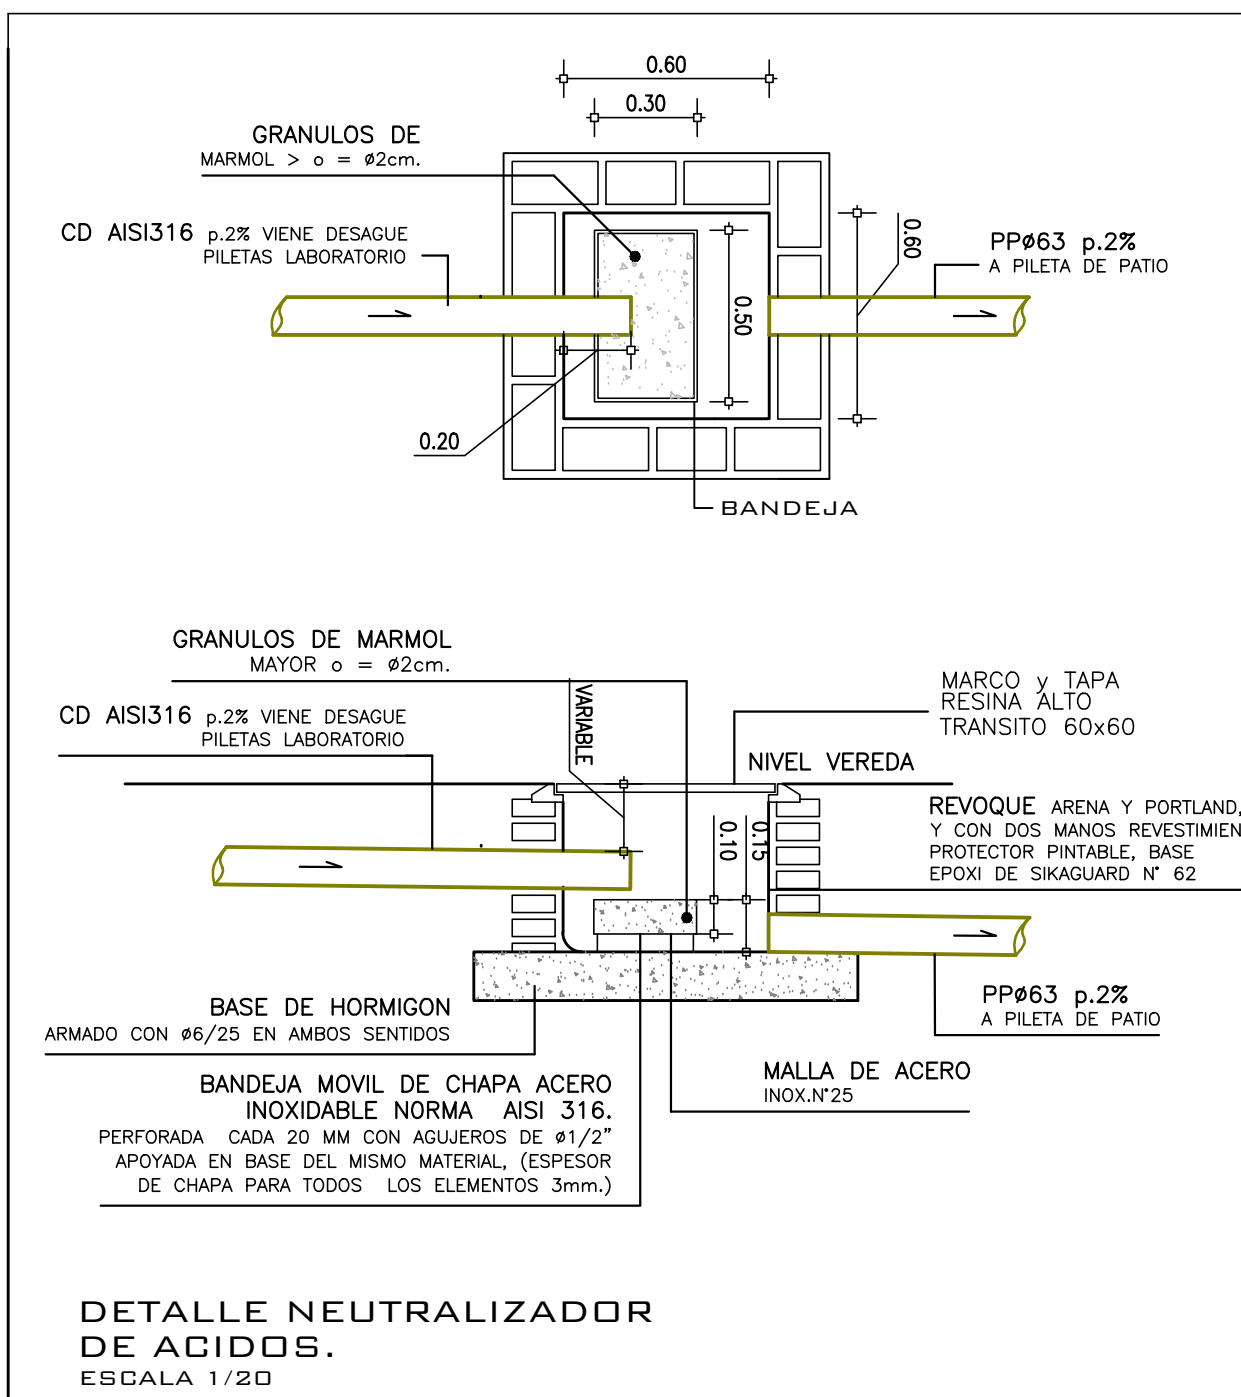 0.60
0.30
GRANULOS DE
MARMOL > o = ø2cm.
CD AISI316 p.2% VIENE DESAGUE
PILETAS LABORATORIO
0.60
PPø63 p.2%
A PILETA DE PATIO
0.50
0.20
BANDEJA
GRANULOS DE MARMOL
MAYOR o = ø2cm.
CD AISI316 p.2% VIENE DESAGUE
PILETAS LABORATORIO
VARIABLE
MARCO y TAPA
RESINA ALTO
TRANSITO 60x60
NIVEL VEREDA
0.10
0.15
REVOQUE ARENA Y PORTLAND,
Y CON DOS MANOS REVESTIMIEN
PROTECTOR PINTABLE, BASE
EPOXI DE SIKAGUARD N° 62
BASE DE HORMIGON
ARMADO CON ø6/25 EN AMBOS SENTIDOS
PPø63 p.2%
A PILETA DE PATIO
BANDEJA MOVIL DE CHAPA ACERO
INOXIDABLE NORMA AISI 316.
PERFORADA CADA 20 MM CON AGUJEROS DE ø1/2"
APOYADA EN BASE DEL MISMO MATERIAL, (ESPESOR
DE CHAPA PARA TODOS LOS ELEMENTOS 3mm.)
MALLA DE ACERO
INOX.N°25
DETALLE NEUTRALIZADOR
DE ACIDOS.
ESCALA 1/20